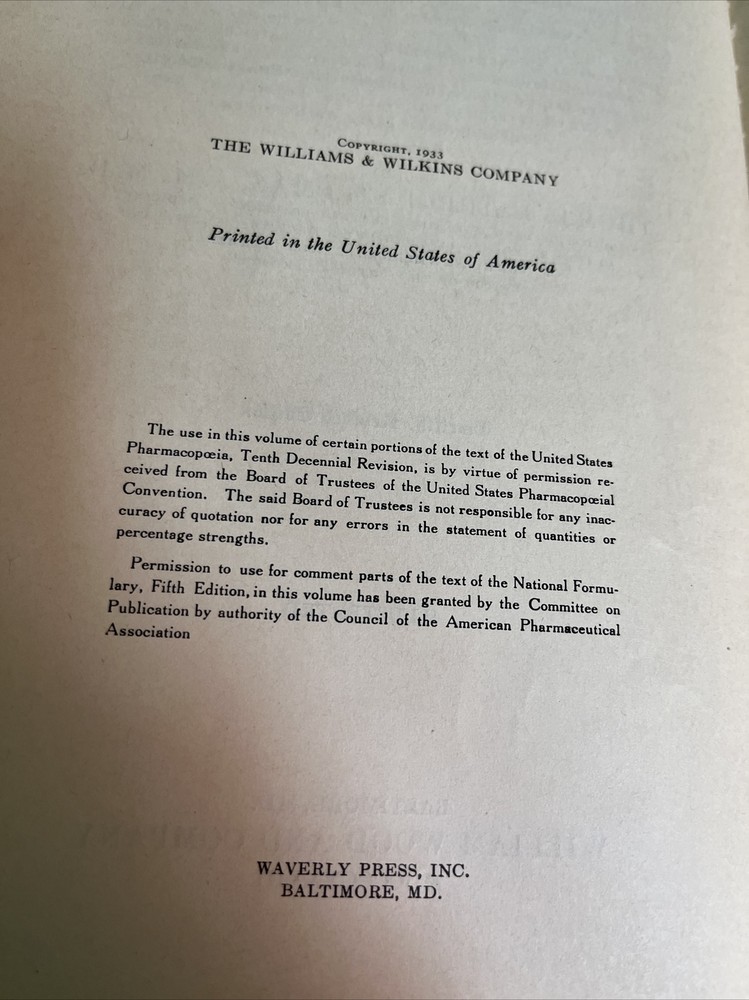 COPYRIGHT, 1933
THE WILLIAMS & WILKINS COMPANY
Printed in the United States of America
The use in this volume of certain portions of the text of the United States
Pharmacopœia, Tenth Decennial Revision, is by virtue of permission re-
ceived from the Board of Trustees of the United States Pharmacopœial
Convention. The said Board of Trustees is not responsible for any inac-
curacy of quotation nor for any errors in the statement of quantities or
percentage strengths.
Permission to use for comment parts of the text of the National Formu-
lary, Fifth Edition, in this volume has been granted by the Committee on
Publication by authority of the Council of the American Pharmaceutical
Association
BALTIMORE
WILLIAM WOOD AND COMPANY
WAVERLY PRESS, INC.
BALTIMORE, MD.